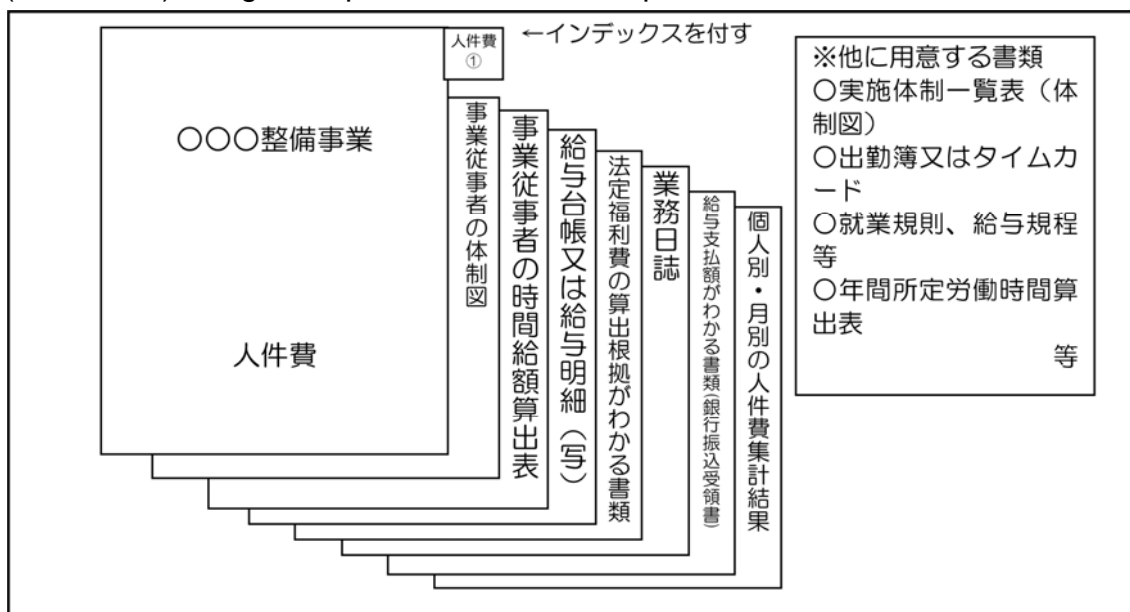 人件費
①
←インデックスを付す
〇〇〇整備事業
人件費
事業従事者の体制図
事業従事者の時間給額算出表
給与台帳又は給与明細（写）
法定福利費の算出根拠がわかる書類
業務日誌
給与支払額がわかる書類(銀行振込受領書)
個人別・月別の人件費集計結果
※他に用意する書類
〇実施体制一覧表（体
制図）
〇出勤簿又はタイムカ
ード
〇就業規則、給与規程
等
〇年間所定労働時間算
出表
等